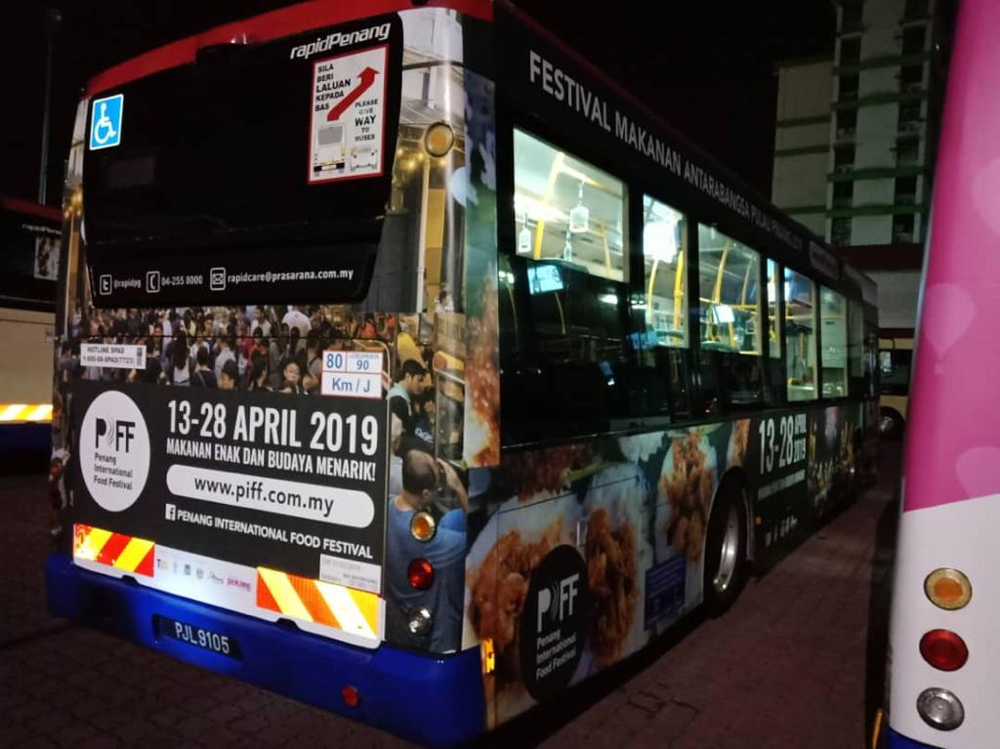 rapidPenang
SILA
BERI
LALUAN
KEPADA
BAS
PLEASE
GIVE
WAY
TO
BUSES
@rapidpg
04-255 8000
rapidcare@prasarana.com.my
HOTLINE SPAD
1-800-88-SPAD(7723)
80
90
Km / J
PIFF
Penang
International
Food Festival
13-28 APRIL 2019
MAKANAN ENAK DAN BUDAYA MENARIK!
www.piff.com.my
PENANG INTERNATIONAL FOOD FESTIVAL
penang
PJL9105
FESTIVAL MAKANAN ANTARABANGSA PULAU PINANG 2019
13-28 APRIL
2019
PIFF
Penang
International
Food Festival